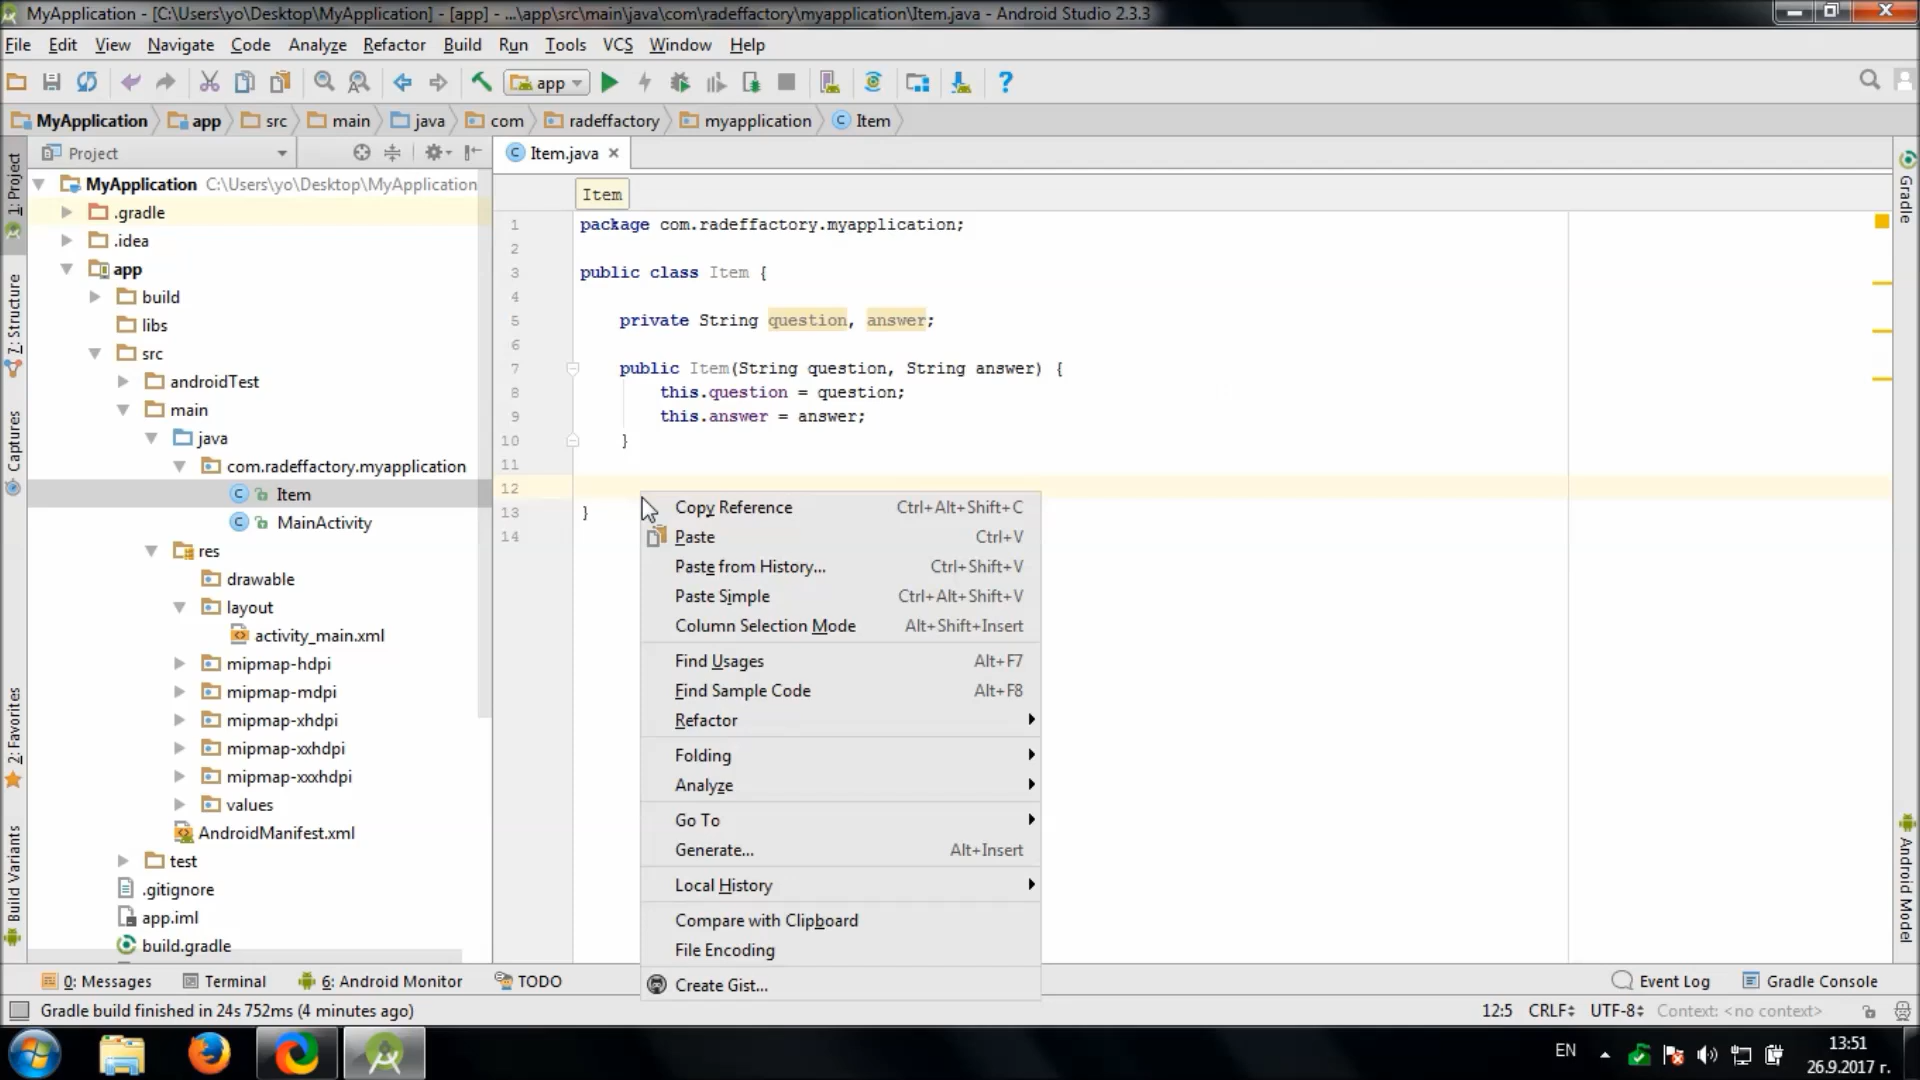 MyApplication - [C:\Users\yo\Desktop\MyApplication] - [app] - ...\app\src\main\java\com\radeffactory\myapplication\Item.java - Android Studio 2.3.3
File Edit View Navigate Code Analyze Refactor Build Run Tools VCS Window Help
app
MyApplication app src main java com radeffactory myapplication Item
Project
Item.java
1: Project
7: Structure
Captures
2: Favorites
Build Variants
MyApplication C:\Users\yo\Desktop\MyApplication
.gradle
.idea
app
build
libs
src
androidTest
main
java
com.radeffactory.myapplication
Item
MainActivity
res
drawable
layout
activity_main.xml
mipmap-hdpi
mipmap-mdpi
mipmap-xhdpi
mipmap-xxhdpi
mipmap-xxxhdpi
values
AndroidManifest.xml
test
.gitignore
app.iml
build.gradle
Item
1 package com.radeffactory.myapplication;
2
3 public class Item {
4
5 private String question, answer;
6
7 public Item(String question, String answer) {
8 this.question = question;
9 this.answer = answer;
10 }
11
12
13 }
14
Copy Reference Ctrl+Alt+Shift+C
Paste Ctrl+V
Paste from History... Ctrl+Shift+V
Paste Simple Ctrl+Alt+Shift+V
Column Selection Mode Alt+Shift+Insert
Find Usages Alt+F7
Find Sample Code Alt+F8
Refactor
Folding
Analyze
Go To
Generate... Alt+Insert
Local History
Compare with Clipboard
File Encoding
Create Gist...
Gradle
Android Model
0: Messages Terminal 6: Android Monitor TODO Event Log Gradle Console
Gradle build finished in 24s 752ms (4 minutes ago) 12:5 CRLF UTF-8 Context: <no context>
EN
13:51
26.9.2017 г.